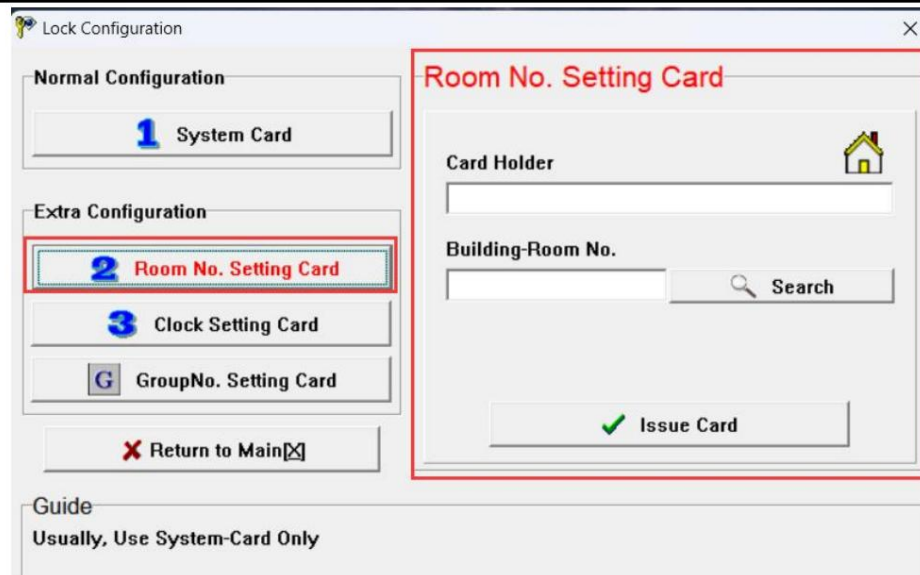 Lock Configuration
Normal Configuration
1 System Card
Extra Configuration
2 Room No. Setting Card
3 Clock Setting Card
G GroupNo. Setting Card
Return to Main[X]
Room No. Setting Card
Card Holder
Building-Room No.
Search
Issue Card
Guide
Usually, Use System-Card Only